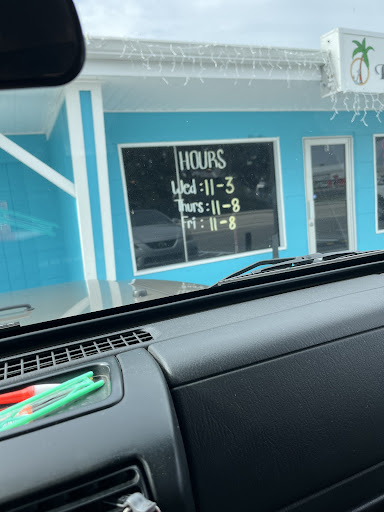 HOURS
Wed : 11-3
Thurs : 11-8
Fri : 11-8